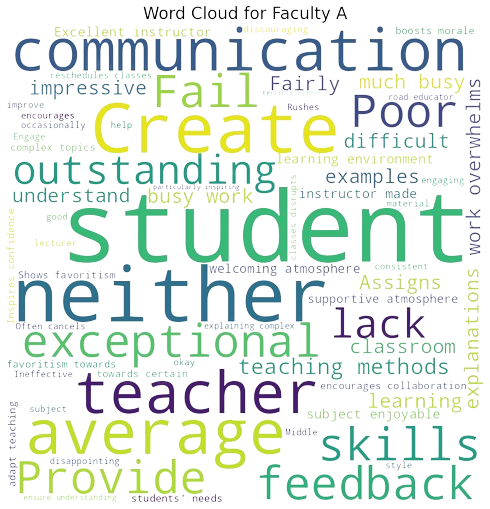 Word Cloud for Faculty A
Excellent instructor
discouraging
boosts morale
communication
reschedules classes
impressive
Fail
Fairly
much busy
improve
road educator
encourages
Create
Rushes
Poor
occasionally
help
Engage
complex topics
difficult
work overwhelms
outstanding
learning environment
examples
engaging
understand
particularly inspiring
busy work
instructor made
material
good
student
classes disrupts
lecturer
consistent
Inspires confidence
neither
welcoming atmosphere
Shows favoritism
Assigns
supportive atmosphere
lack
Often cancels
explaining complex
exceptional
classroom
explanations
favoritism towards
okay
teaching methods
Ineffective
towards certain
teacher
encourages collaboration
learning
adapt teaching
subject
subject enjoyable
average
Middle
skills
disappointing
style
Provide
feedback
ensure understanding
students' needs